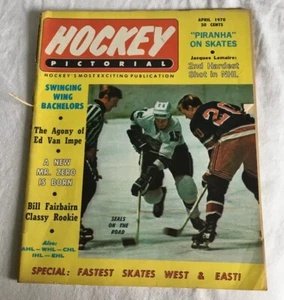 HOCKEY
PICTORIAL
HOCKEY'S MOST EXCITING PUBLICATION
APRIL 1970
50 CENTS
"PIRANHA"
ON SKATES
Jacques Lemaire:
2nd Hardest
Shot in NHL
SWINGING
WING
BACHELORS
The Agony of
Ed Van Impe
A NEW
MR. ZERO
IS BORN
Bill Fairbairn
Classy Rookie
Also:
AHL-WHL-CHL
IHL-EHL
SEALS
ON THE
ROAR
20
SPECIAL: FASTEST SKATES WEST & EAST!